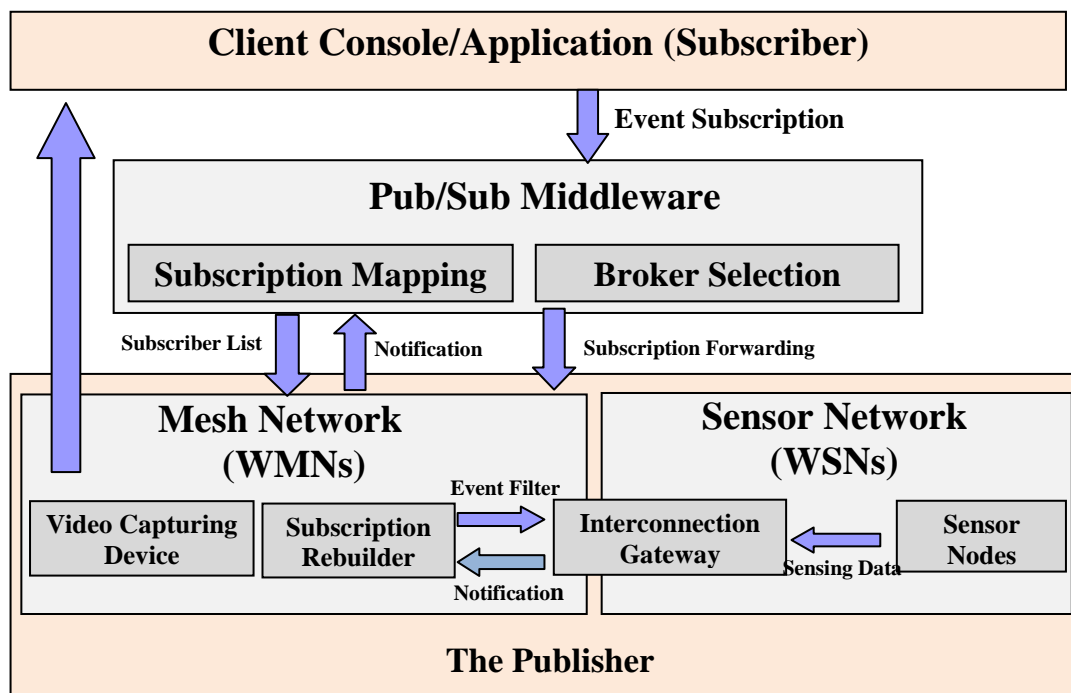 Client Console/Application (Subscriber)
Event Subscription
Pub/Sub Middleware
Subscription Mapping
Broker Selection
Subscriber List
Notification
Subscription Forwarding
Mesh Network
(WMNs)
Sensor Network
(WSNs)
Video Capturing
Device
Subscription
Rebuilder
Event Filter
Notification
Interconnection
Gateway
Sensing Data
Sensor
Nodes
The Publisher